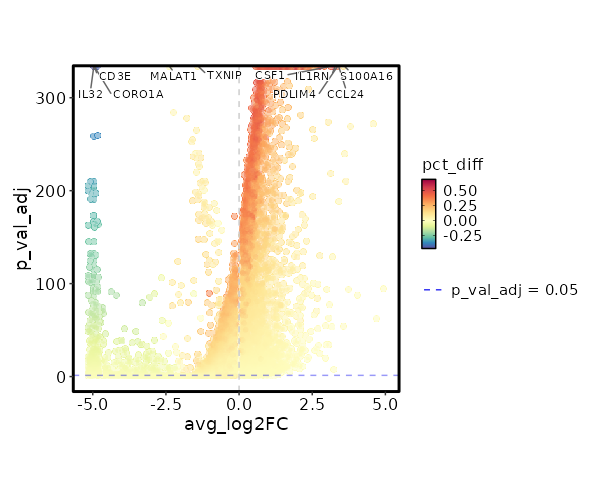 CD3E MALAT1 TXNIP CSF1 IL1RN S100A16
IL32 CORO1A PDLIM4 CCL24
300
200
100
0
p_val_adj
-5.0 -2.5 0.0 2.5 5.0
avg_log2FC
pct_diff
0.50
0.25
0.00
-0.25
p_val_adj = 0.05